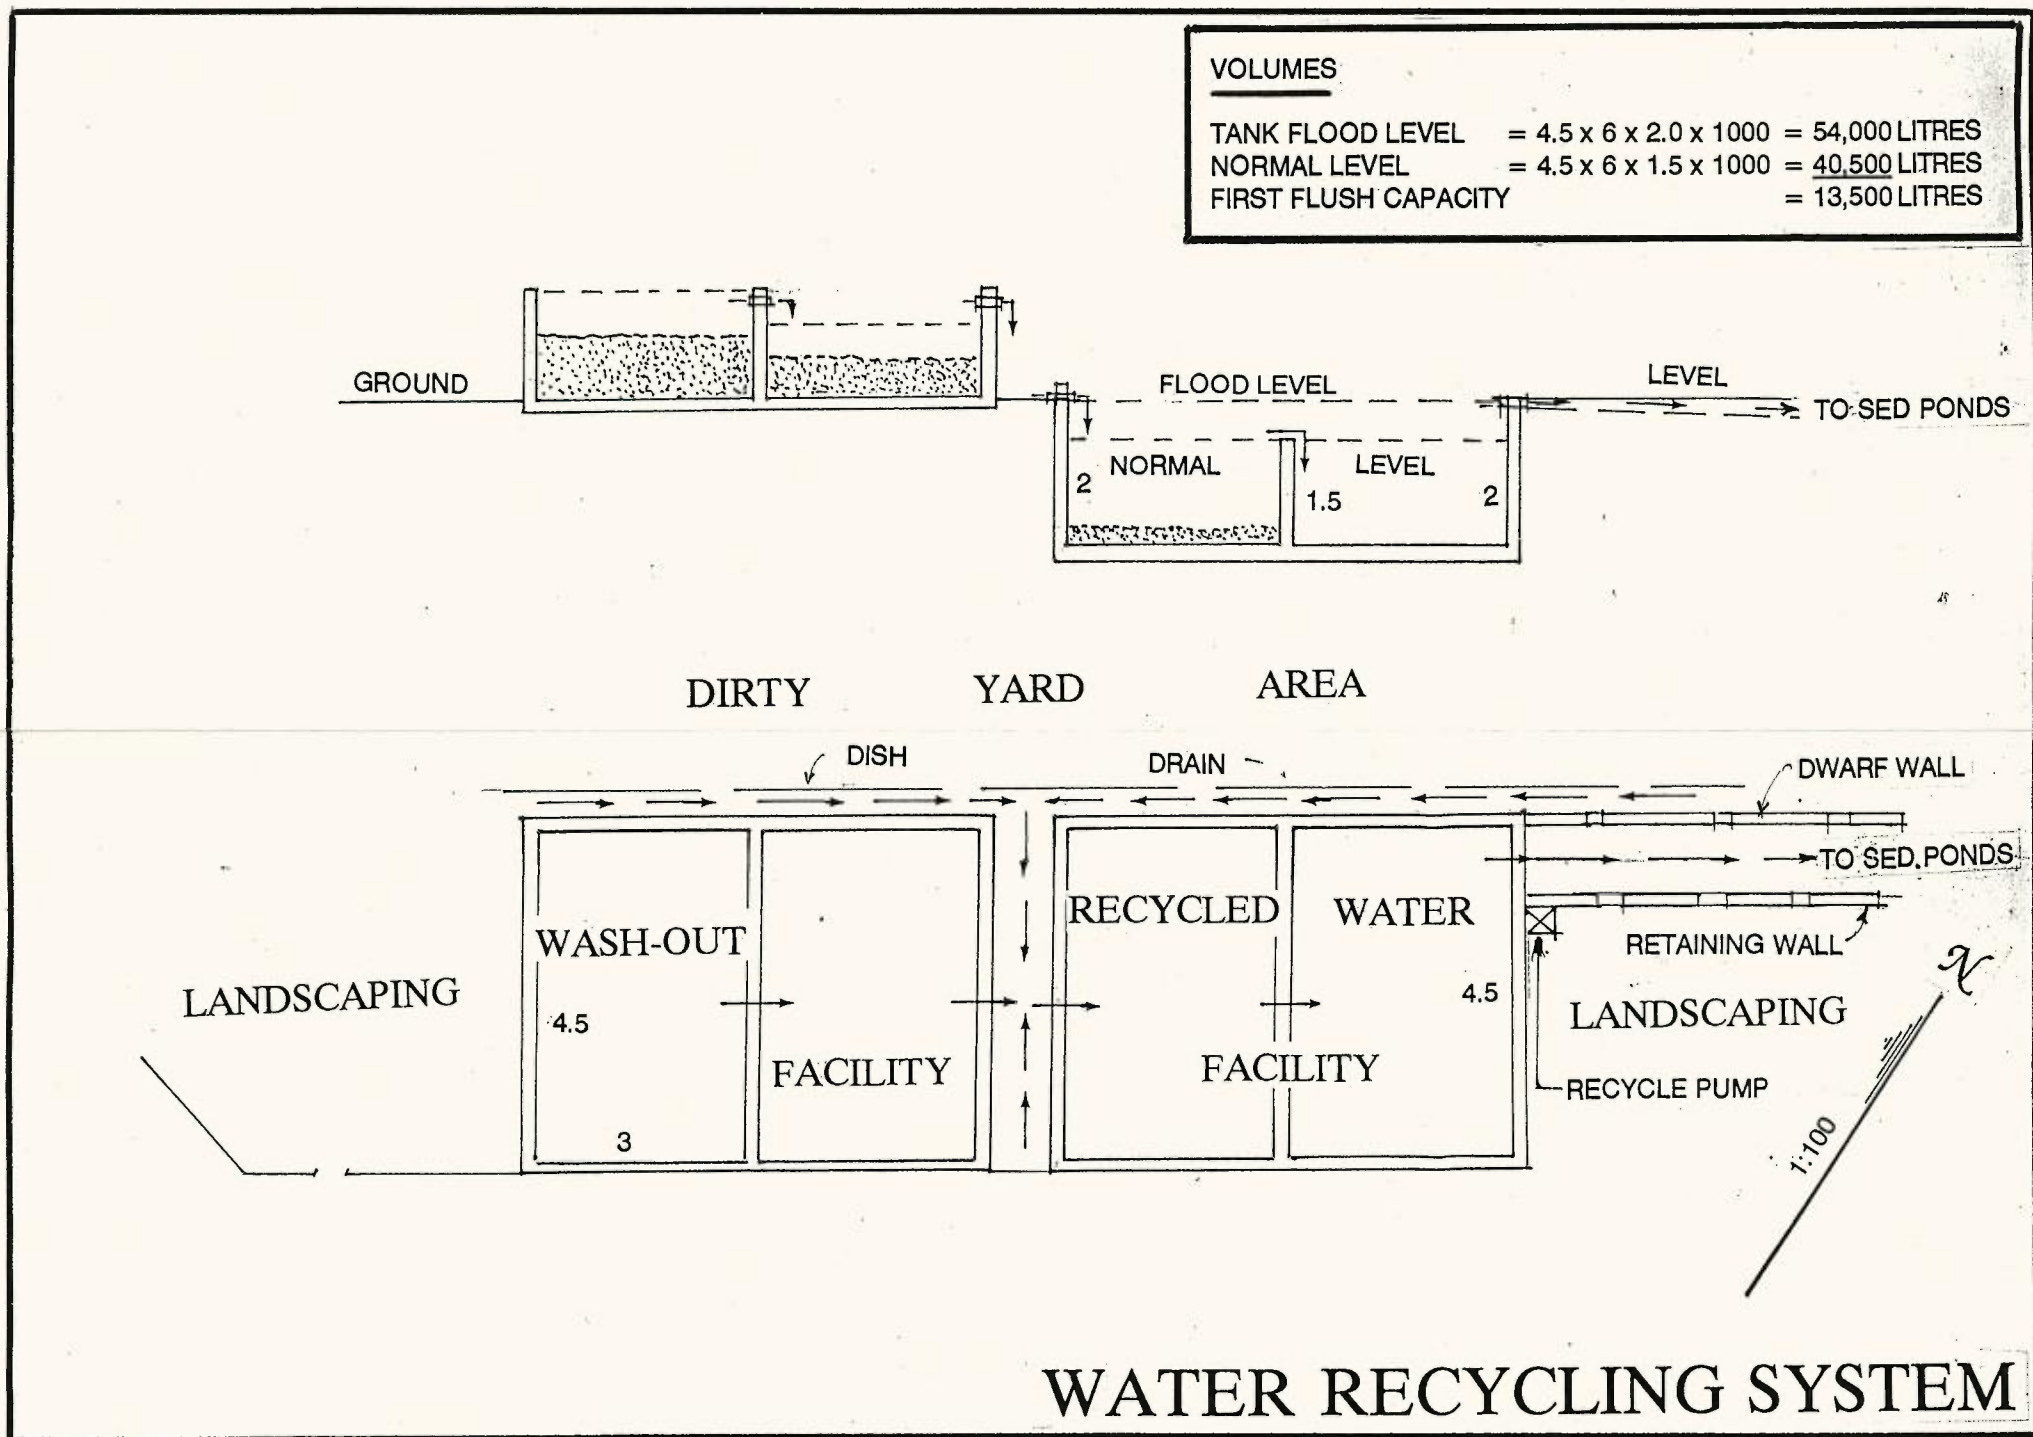 VOLUMES
TANK FLOOD LEVEL = 4.5 x 6 x 2.0 x 1000 = 54,000 LITRES
NORMAL LEVEL = 4.5 x 6 x 1.5 x 1000 = 40,500 LITRES
FIRST FLUSH CAPACITY = 13,500 LITRES
GROUND
FLOOD LEVEL
LEVEL
TO SED PONDS
NORMAL
LEVEL
2
1.5
2
DIRTY YARD AREA
DISH
DRAIN
DWARF WALL
TO SED. PONDS
RECYCLED WATER
WASH-OUT
RETAINING WALL
N
LANDSCAPING
4.5
4.5
LANDSCAPING
FACILITY
FACILITY
RECYCLE PUMP
3
1:100
WATER RECYCLING SYSTEM